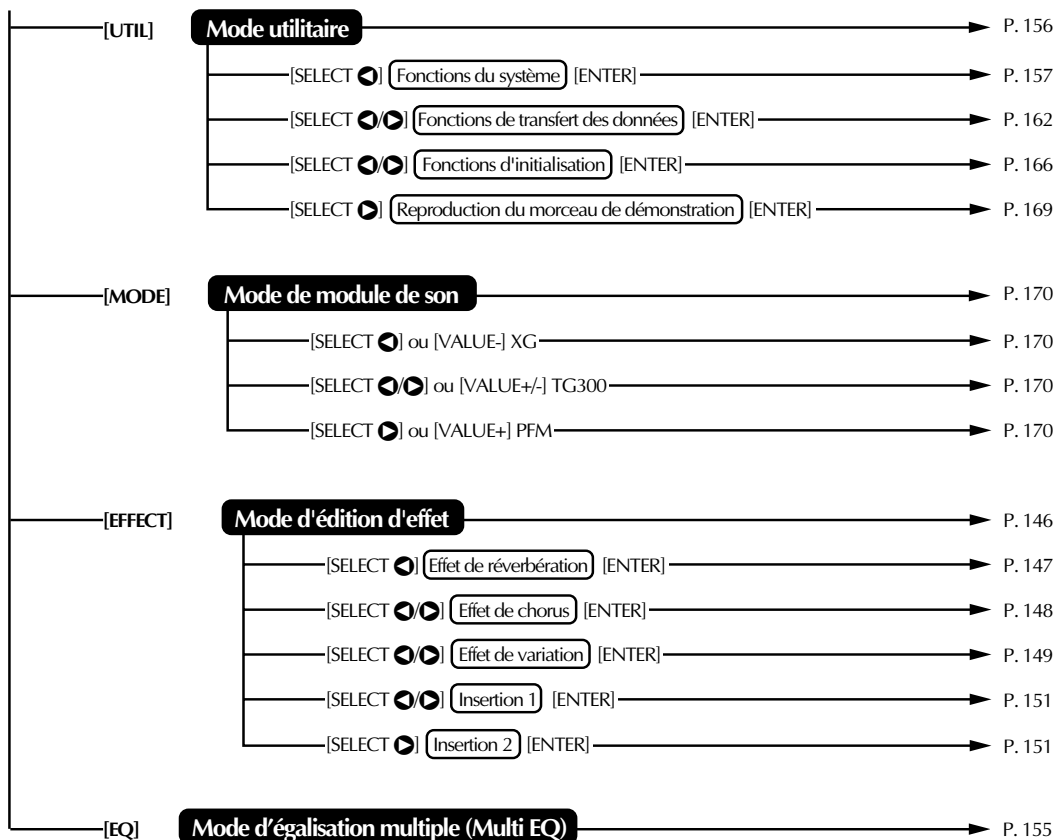 [UTIL] Mode utilitaire P. 156
[SELECT ◀] Fonctions du système [ENTER] P. 157
[SELECT ◀/▶] Fonctions de transfert des données [ENTER] P. 162
[SELECT ◀/▶] Fonctions d'initialisation [ENTER] P. 166
[SELECT ▶] Reproduction du morceau de démonstration [ENTER] P. 169
[MODE] Mode de module de son P. 170
[SELECT ◀] ou [VALUE-] XG P. 170
[SELECT ◀/▶] ou [VALUE+/-] TG300 P. 170
[SELECT ▶] ou [VALUE+] PFM P. 170
[EFFECT] Mode d'édition d'effet P. 146
[SELECT ◀] Effet de réverbération [ENTER] P. 147
[SELECT ◀/▶] Effet de chorus [ENTER] P. 148
[SELECT ◀/▶] Effet de variation [ENTER] P. 149
[SELECT ◀/▶] Insertion 1 [ENTER] P. 151
[SELECT ▶] Insertion 2 [ENTER] P. 151
[EQ] Mode d’égalisation multiple (Multi EQ) P. 155